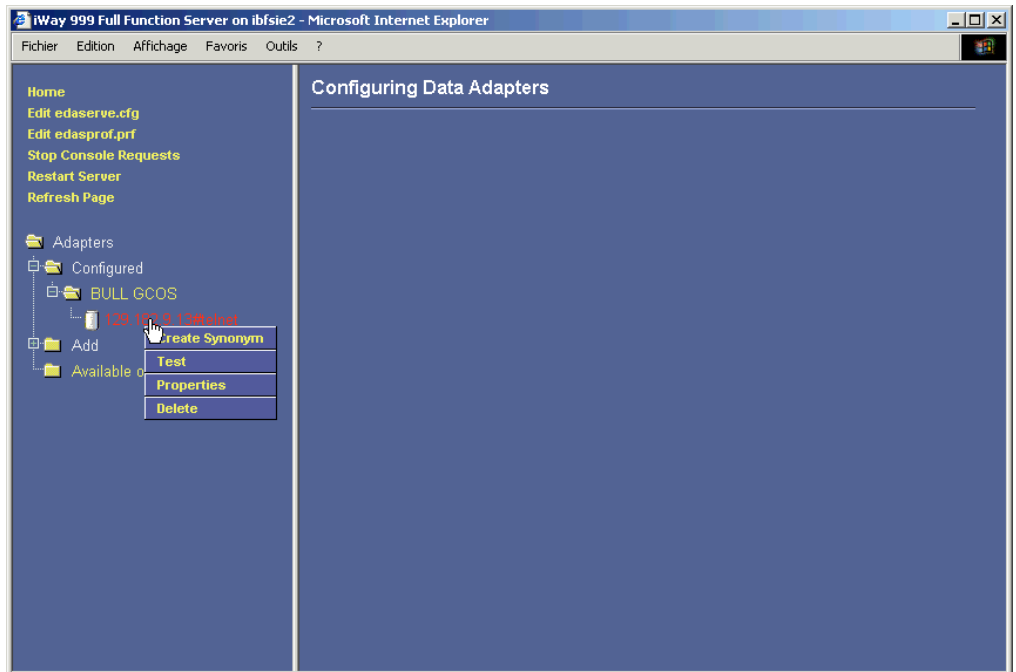 iWay 999 Full Function Server on ibfsie2 - Microsoft Internet Explorer
Fichier Edition Affichage Favoris Outils ?
Home
Edit edaserve.cfg
Edit edasprof.prf
Stop Console Requests
Restart Server
Refresh Page
Configuring Data Adapters
Adapters
Configured
BULL GCOS
Create Synonym
Add
Test
Available
Properties
Delete